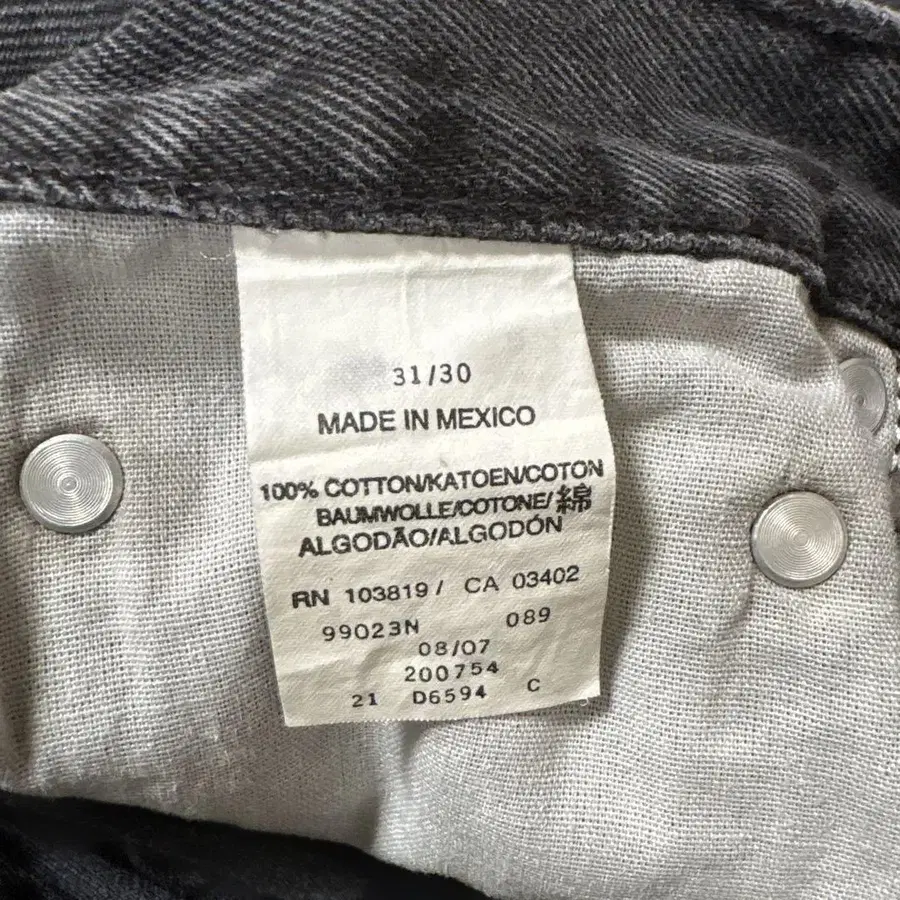 31/30
MADE IN MEXICO
100% COTTON/KATOEN/COTON
BAUMWOLLE/COTONE/綿
ALGODÃO/ALGODÓN
RN 103819/ CA 03402
99023N 089
08/07
200754
21 D6594 C